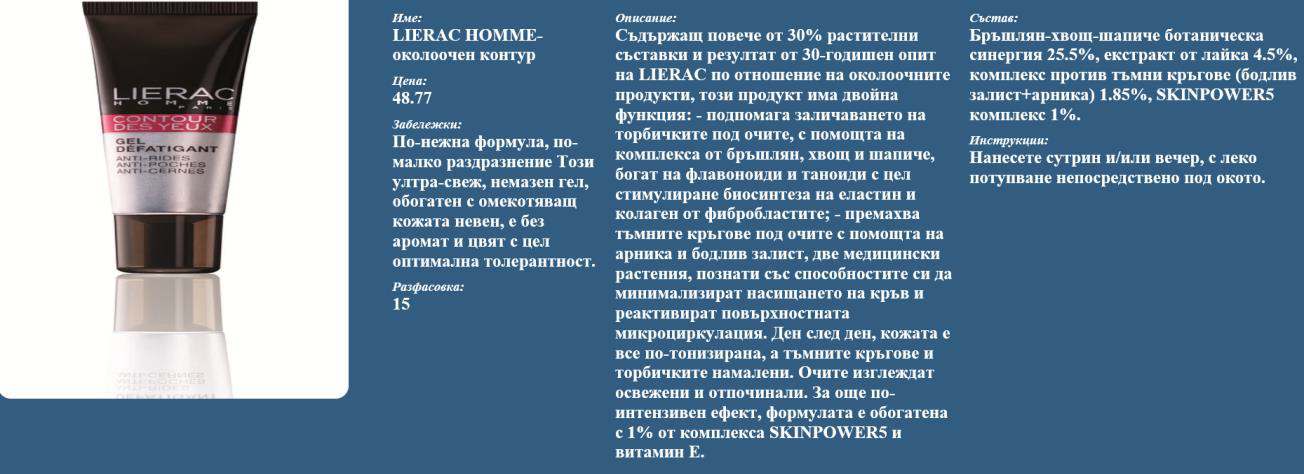 LIERAC
HOMME
PARIS
CONTOUR
DES YEUX
GEL
DÉFATIGANT
ANTI-RIDES
ANTI-POCHES
ANTI-CERNES
Име:
LIERAC HOMME-
околоочен контур
Цена:
48.77
Забележки:
По-нежна формула, по-
малко раздразнение Този
ултра-свеж, немазен гел,
обогатен с омекотяващ
кожата невен, е без
аромат и цвят с цел
оптимална толерантност.
Разфасовка:
15
Описание:
Съдържащ повече от 30% растителни
съставки и резултат от 30-годишен опит
на LIERAC по отношение на околоочните
продукти, този продукт има двойна
функция: - подпомага заличаването на
торбичките под очите, с помощта на
комплекса от бръшлян, хвощ и шапиче,
богат на флавоноиди и таноиди с цел
стимулиране биосинтеза на еластин и
колаген от фибробластите; - премахва
тъмните кръгове под очите с помощта на
арника и бодлив залист, две медицински
растения, познати със способностите си да
минимализират насищането на кръв и
реактивират повърхностната
микроциркулация. Ден след ден, кожата е
все по-тонизирана, а тъмните кръгове и
торбичките намалени. Очите изглеждат
освежени и отпочинали. За още по-
интензивен ефект, формулата е обогатена
с 1% от комплекса SKINPOWER5 и
витамин Е.
Състав:
Бръшлян-хвощ-шапиче ботаническа
синергия 25.5%, екстракт от лайка 4.5%,
комплекс против тъмни кръгове (бодлив
залист+арника) 1.85%, SKINPOWER5
комплекс 1%.
Инструкции:
Нанесете сутрин и/или вечер, с леко
потупване непосредствено под окото.